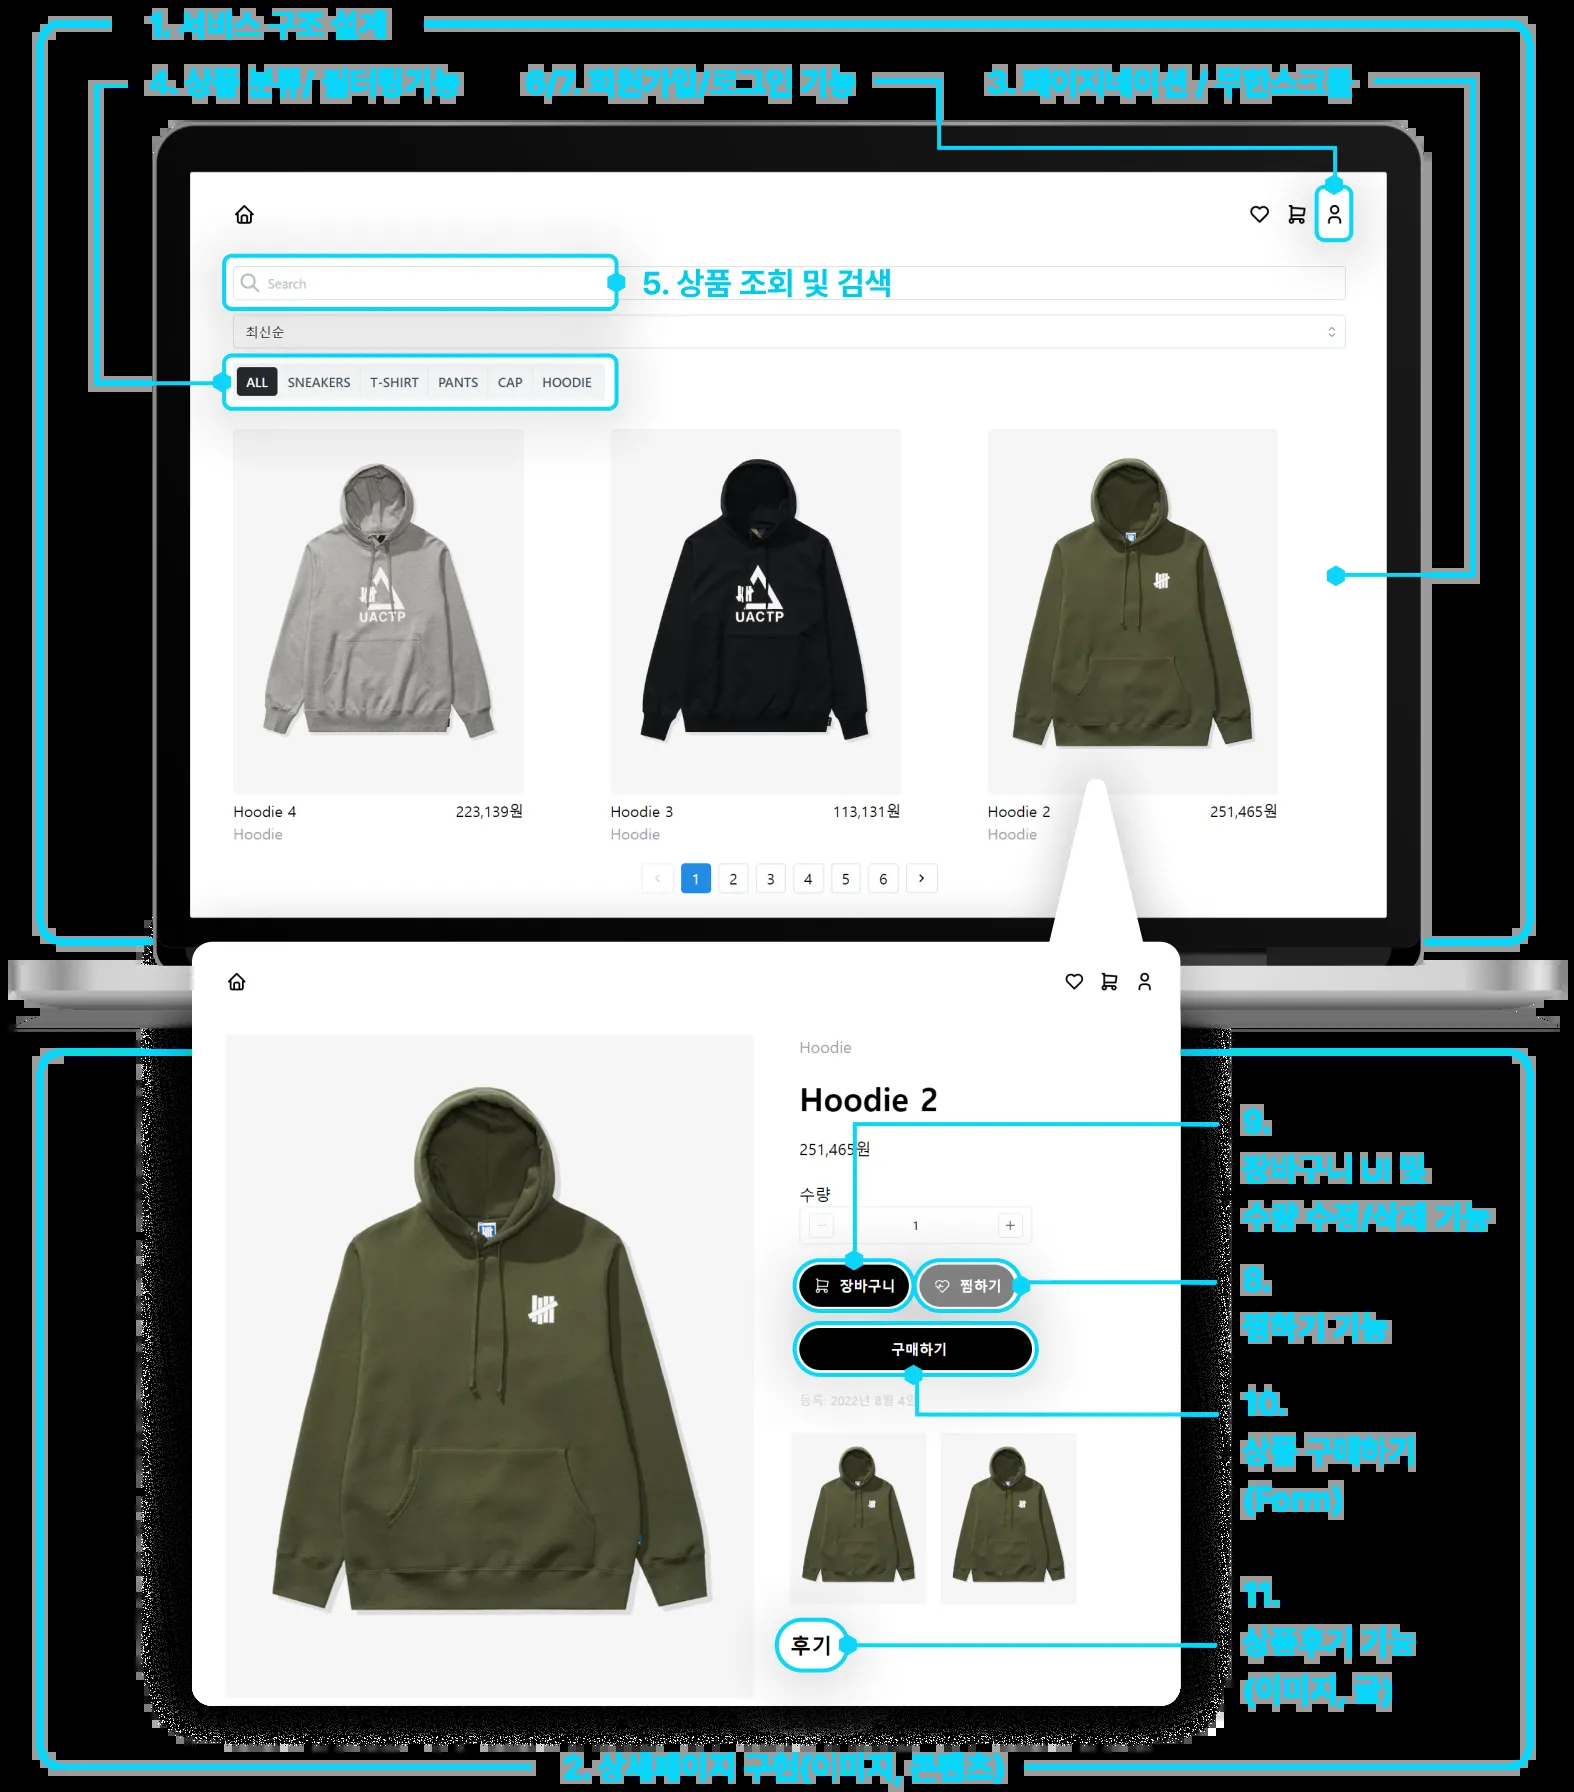 1. 서비스 구조 설계
4. 상품 분류/ 필터링기능
6/7. 회원가입/로그인 기능
3. 페이지네이션 / 무한스크롤
Search
5. 상품 조회 및 검색
최신순
ALL SNEAKERS T-SHIRT PANTS CAP HOODIE
UACTP
UACTP
Hoodie 4 223,139원
Hoodie
Hoodie 3 113,131원
Hoodie
Hoodie 2 251,465원
Hoodie
1 2 3 4 5 6
Hoodie
Hoodie 2
251,465원
수량
1
장바구니
찜하기
구매하기
등록: 2022년 8월 4일
후기
9.
장바구니 UI 및
수량 수정/삭제 기능
8.
찜하기 기능
10.
상품 구매하기
(Form)
11.
상품후기 기능
(이미지, 글)
2. 상세페이지 구현(이미지, 콘텐츠)